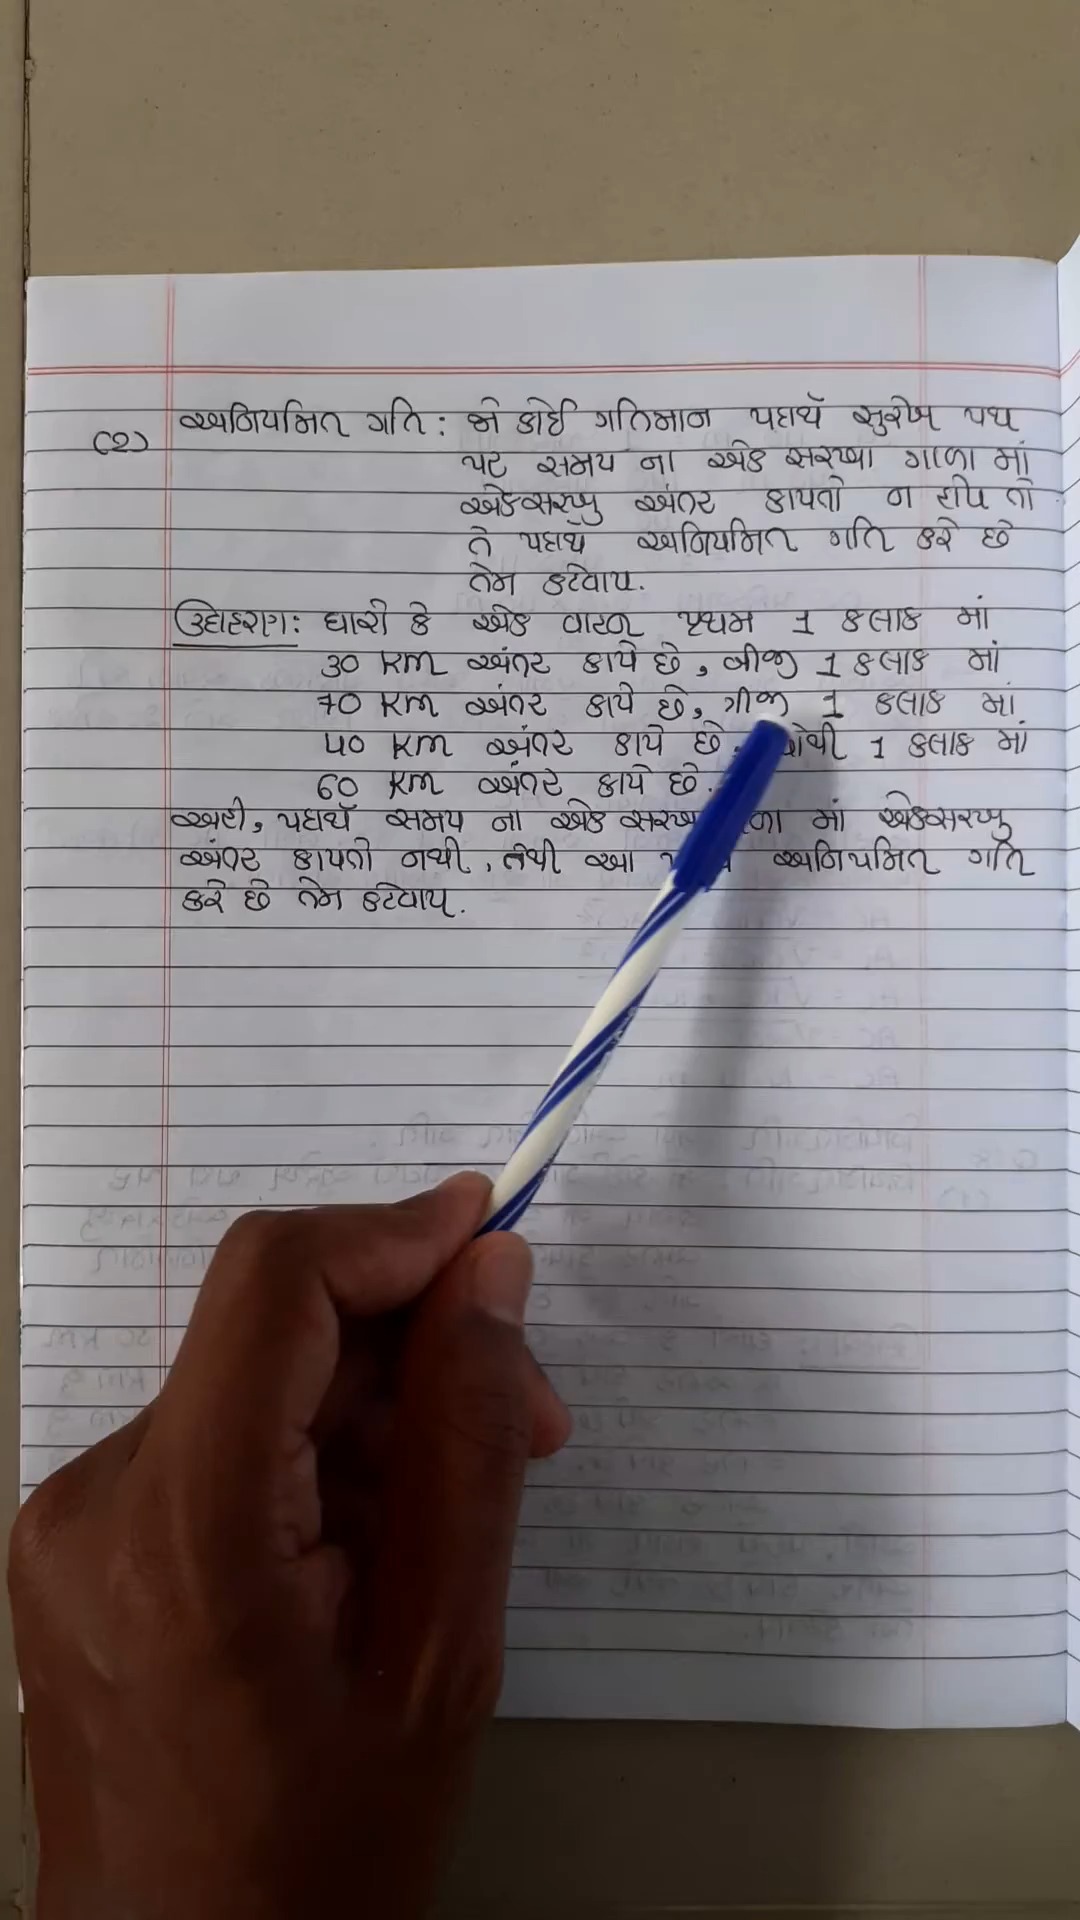 (2) અનિયમિત ગતિ : જો કોઈ ગતિમાન પદાર્થ સુરેખ પથ
પર સમય ના એક સરખા ગાળા માં
એકસરખુ અંતર કાપતો ન હોય તો
તે પદાર્થ અનિયમિત ગતિ કરે છે
તેમ કહેવાય.
ઉદાહરણ: ધારો કે એક વાહન પ્રથમ 1 કલાક માં
30 km અંતર કાપે છે, બીજી 1 કલાક માં
70 km અંતર કાપે છે, ત્રીજી 1 કલાક માં
40 km અંતર કાપે છે. 1 કલાક માં
60 km અંતર કાપે છે.
અહી, પદાર્થ સમય ના એક માં એકસરખુ
અંતર કાપતો નથી, તેથી આ અનિયમિત ગતિ
કરે છે તેમ કહેવાય.